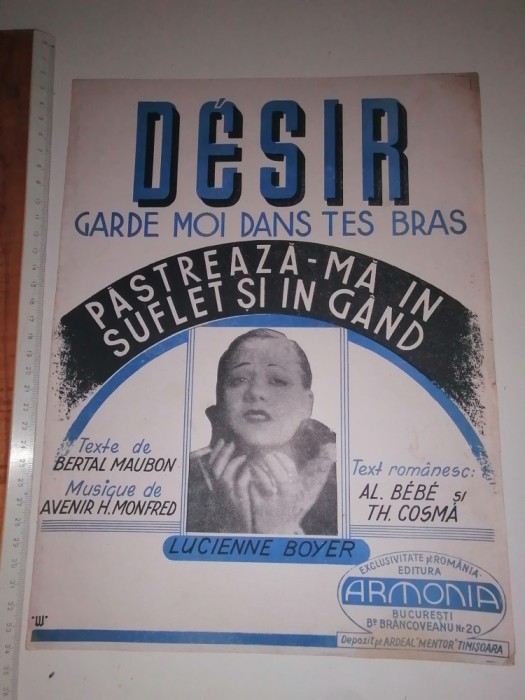 DÉSIR
GARDE MOI DANS TES BRAS
PĂSTREAZĂ-MĂ IN
SUFLET ȘI IN GÂND
Texte de
BERTAL MAUBON
Musique de
AVENIR H. MONFRED
Text românesc:
AL. BÉBÉ și
TH. COSMA
LUCIENNE BOYER
EXCLUSIVITATE pt ROMÂNIA-
EDITURA
ARMONIA
BUCUREȘTI
Bd BRÂNCOVEANU Nr 20
Depozit pt. ARDEAL "MENTOR" TIMIȘOARA
"W"